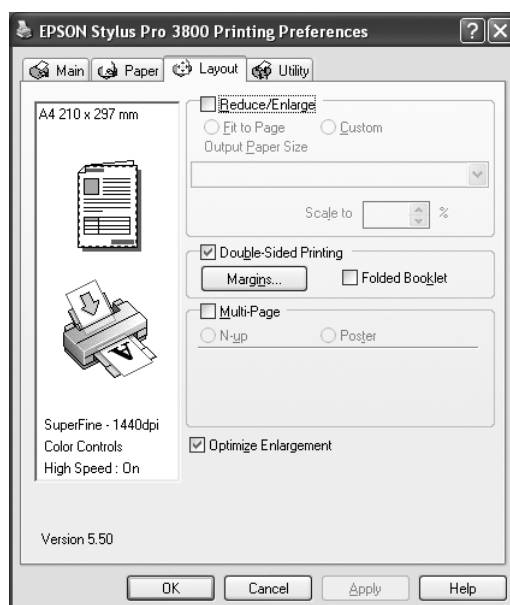 EPSON Stylus Pro 3800 Printing Preferences
Main Paper Layout Utility
A4 210 x 297 mm
Reduce/Enlarge
Fit to Page Custom
Output Paper Size
Scale to %
Double-Sided Printing
Margins... Folded Booklet
Multi-Page
N-up Poster
A
SuperFine - 1440dpi
Color Controls
High Speed : On
Optimize Enlargement
Version 5.50
OK Cancel Apply Help